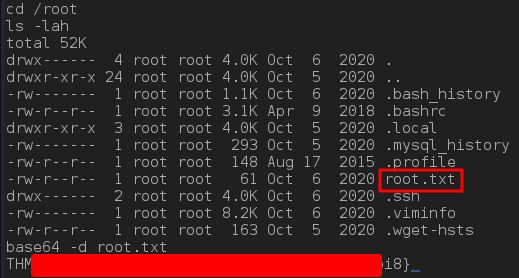 cd /root
ls -lah
total 52K
drwx------ 4 root root 4.0K Oct 6 2020 .
drwxr-xr-x 24 root root 4.0K Oct 5 2020 ..
-rw------- 1 root root 1.1K Oct 6 2020 .bash_history
-rw-r--r-- 1 root root 3.1K Apr 9 2018 .bashrc
drwxr-xr-x 3 root root 4.0K Oct 5 2020 .local
-rw------- 1 root root 293 Oct 5 2020 .mysql_history
-rw-r--r-- 1 root root 148 Aug 17 2015 .profile
-rw-r--r-- 1 root root 61 Oct 6 2020 root.txt
drwx------ 2 root root 4.0K Oct 6 2020 .ssh
-rw------- 1 root root 8.2K Oct 6 2020 .viminfo
-rw-r--r-- 1 root root 163 Oct 5 2020 .wget-hsts
base64 -d root.txt
THM pi8}_